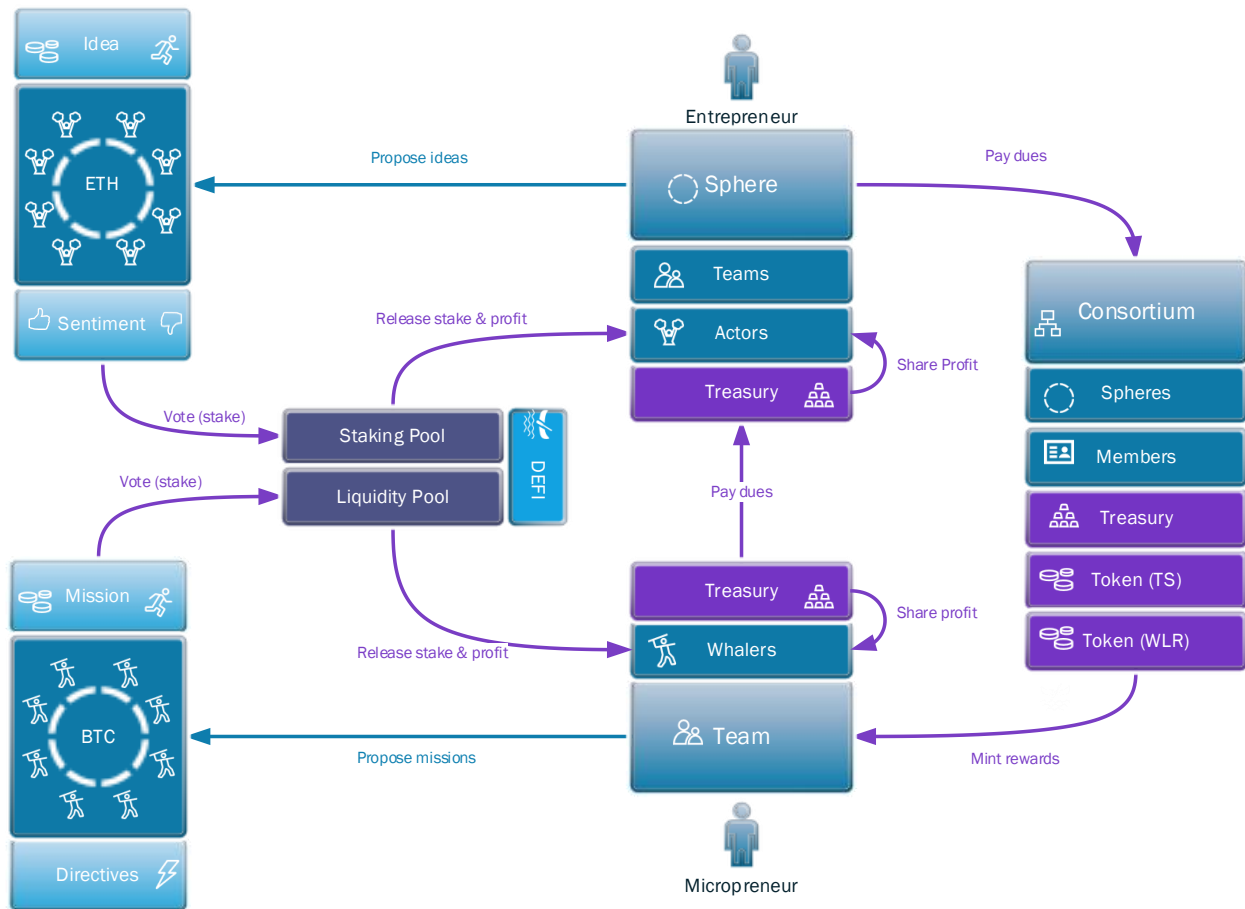 Idea
ETH
Sentiment
Propose ideas
Entrepreneur
Sphere
Pay dues
Teams
Actors
Treasury
Release stake & profit
Share Profit
Vote (stake)
Staking Pool
Liquidity Pool
DEFI
Vote (stake)
Pay dues
Consortium
Spheres
Members
Treasury
Token (TS)
Token (WLR)
Mission
BTC
Directives
Release stake & profit
Treasury
Whalers
Share profit
Team
Propose missions
Mint rewards
Micropreneur